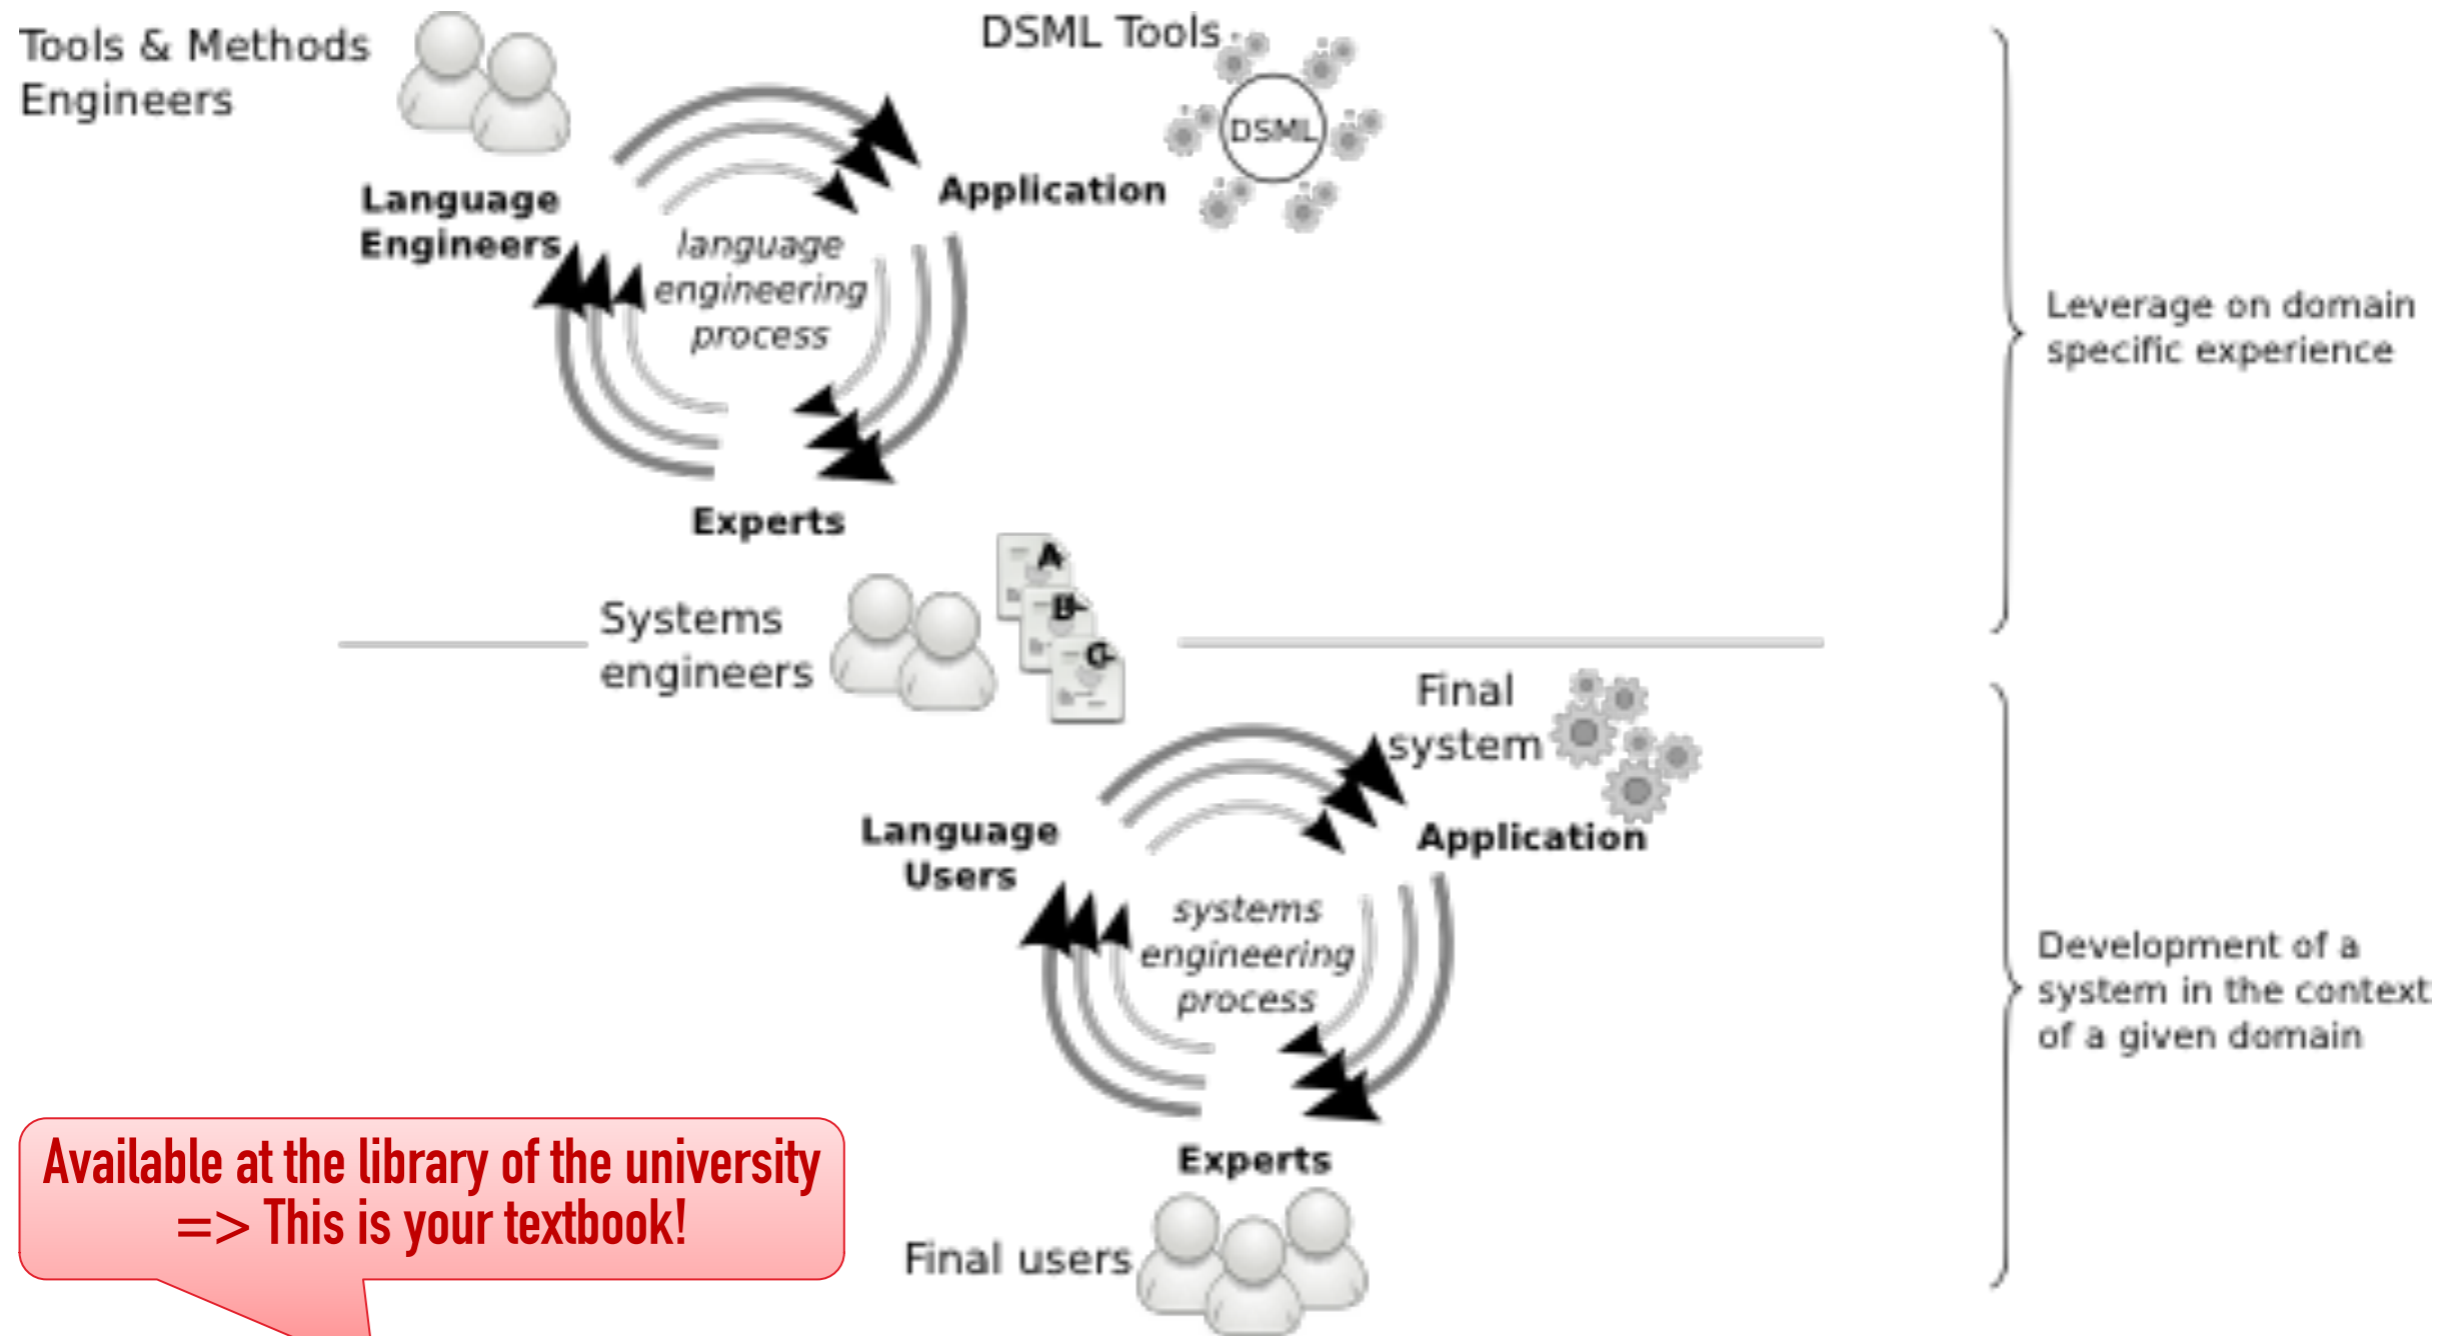 Tools & Methods
Engineers
DSML Tools
DSML
Language
Engineers
Application
language
engineering
process
Experts
Leverage on domain
specific experience
Systems
engineers
A
B
C
Final
system
Language
Users
Application
systems
engineering
process
Experts
Final users
Development of a
system in the context
of a given domain
Available at the library of the university
=> This is your textbook!